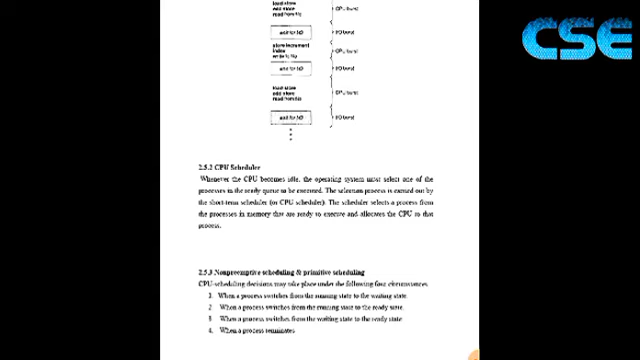 load store
add store
read from file
CPU burst
wait for I/O
I/O burst
store increment
index
write to file
CPU burst
wait for I/O
I/O burst
load store
add store
read from file
CPU burst
wait for I/O
I/O burst
CSE
2.5.2 CPU Scheduler
Whenever the CPU becomes idle, the operating system must select one of the
processes in the ready queue to be executed. The selection process is carried out by
the short-term scheduler (or CPU scheduler). The scheduler selects a process from
the processes in memory that are ready to execute and allocates the CPU to that
process.
2.5.3 Nonpreemptive scheduling & primitive scheduling
CPU-scheduling decisions may take place under the following four circumstances.
1. When a process switches from the running state to the waiting state.
2. When a process switches from the running state to the ready state.
3. When a process switches from the waiting state to the ready state
4. When a process terminates